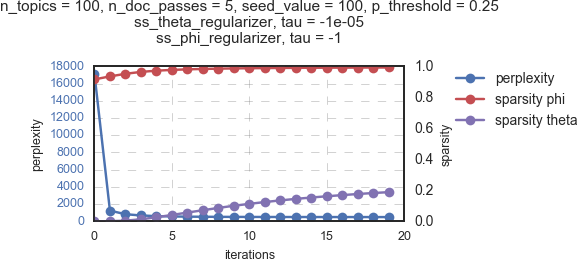 n_topics = 100, n_doc_passes = 5, seed_value = 100, p_threshold = 0.25
ss_theta_regularizer, tau = -1e-05
ss_phi_regularizer, tau = -1
18000
16000
14000
12000
10000
8000
6000
4000
2000
0
perplexity
0
5
10
15
20
iterations
1.0
0.8
0.6
0.4
0.2
0.0
sparsity
perplexity
sparsity phi
sparsity theta